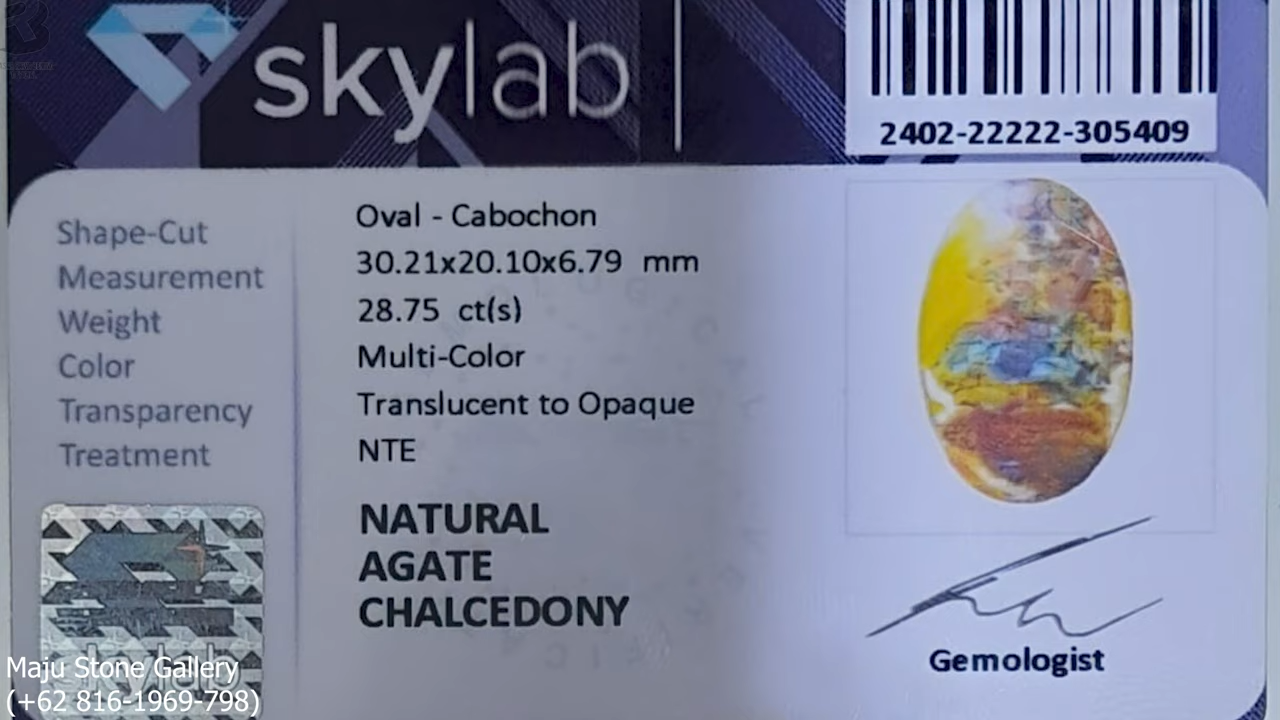 skylab
2402-22222-305409
Shape-Cut Oval - Cabochon
Measurement 30.21x20.10x6.79 mm
Weight 28.75 ct(s)
Color Multi-Color
Transparency Translucent to Opaque
Treatment NTE
NATURAL
AGATE
CHALCEDONY
Gemologist
skylab
Maju Stone Gallery
(+62 816-1969-798)